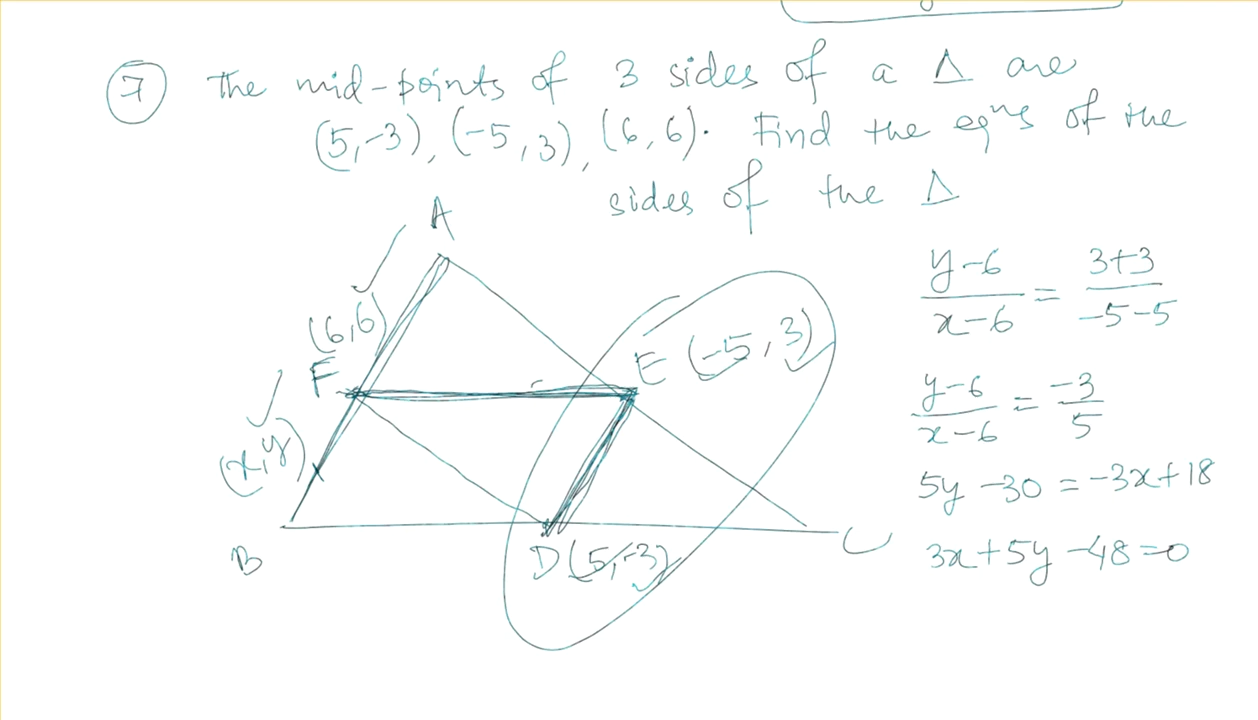 7 The mid-points of 3 sides of a Δ are
(5,-3), (-5,3), (6,6). Find the eqns of the
sides of the Δ
A
(6,6)
F
E (-5,3)
(x,y)
B
D(5,-3)
C
y-6/x-6 = 3+3/-5-5
y-6/x-6 = -3/5
5y-30 = -3x+18
3x+5y-48=0